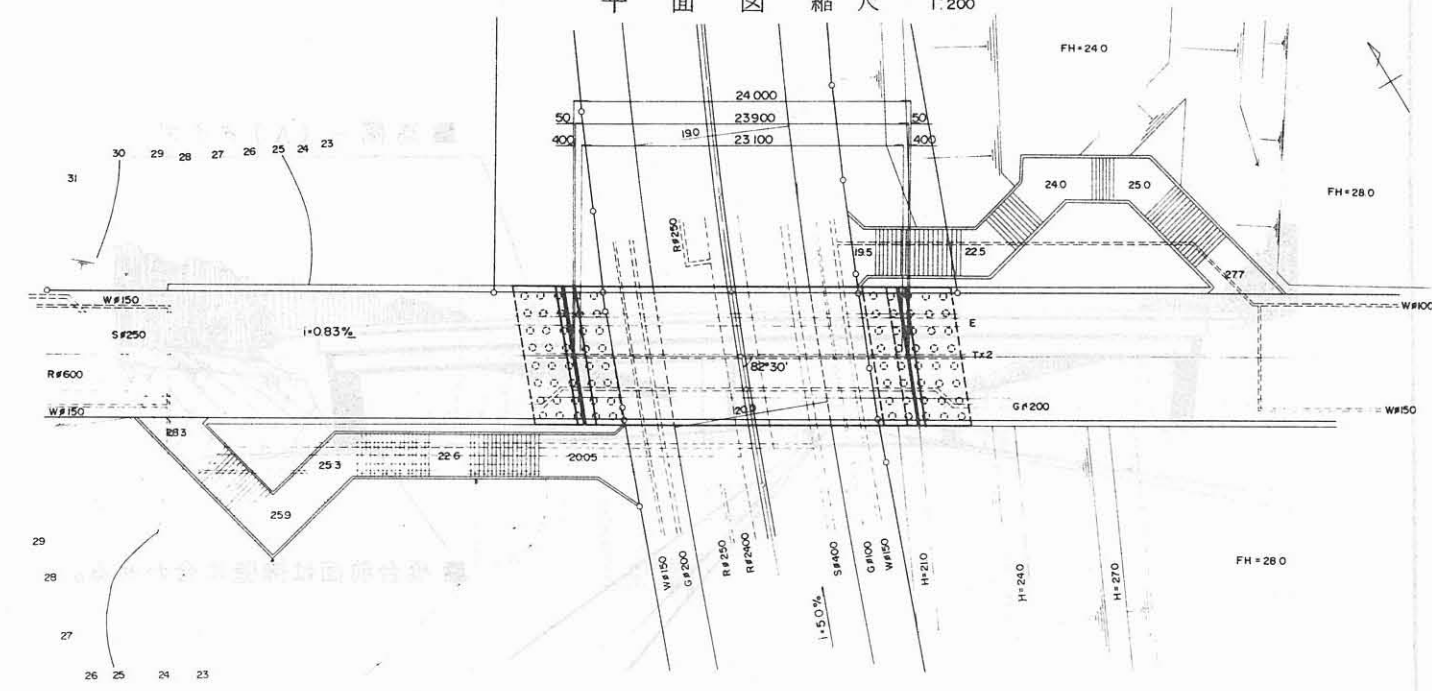 平面図 縮尺 1:200
FH=24.0
24 000
50 23 900 50
19.0
400 23 100 400
30 29 28 27 26 25 24 23
31
24.0 25.0
FH=28.0
R∅250
19.5 22.5
27.7
W∅150
W∅100
S∅250
i=0.83%
E
R∅600
T×2
82°30'
W∅150
G∅200
W∅150
28.3
25.3 22.6 20.05
25.9
29
28
27
26 25 24 23
W∅150
G∅200
R∅250
R∅2400
i=5.0%
S∅400
G∅100
W∅150
H=21.0
H=24.0
H=27.0
FH=28.0